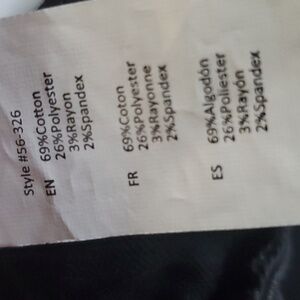 Style #56-326
EN
69%Cotton
26%Polyester
3%Rayon
2%Spandex
FR
69%Coton
26%Polyester
3%Rayonne
2%Spandex
ES
69%Algodón
26%Poliester
3%Rayón
2%Spandex